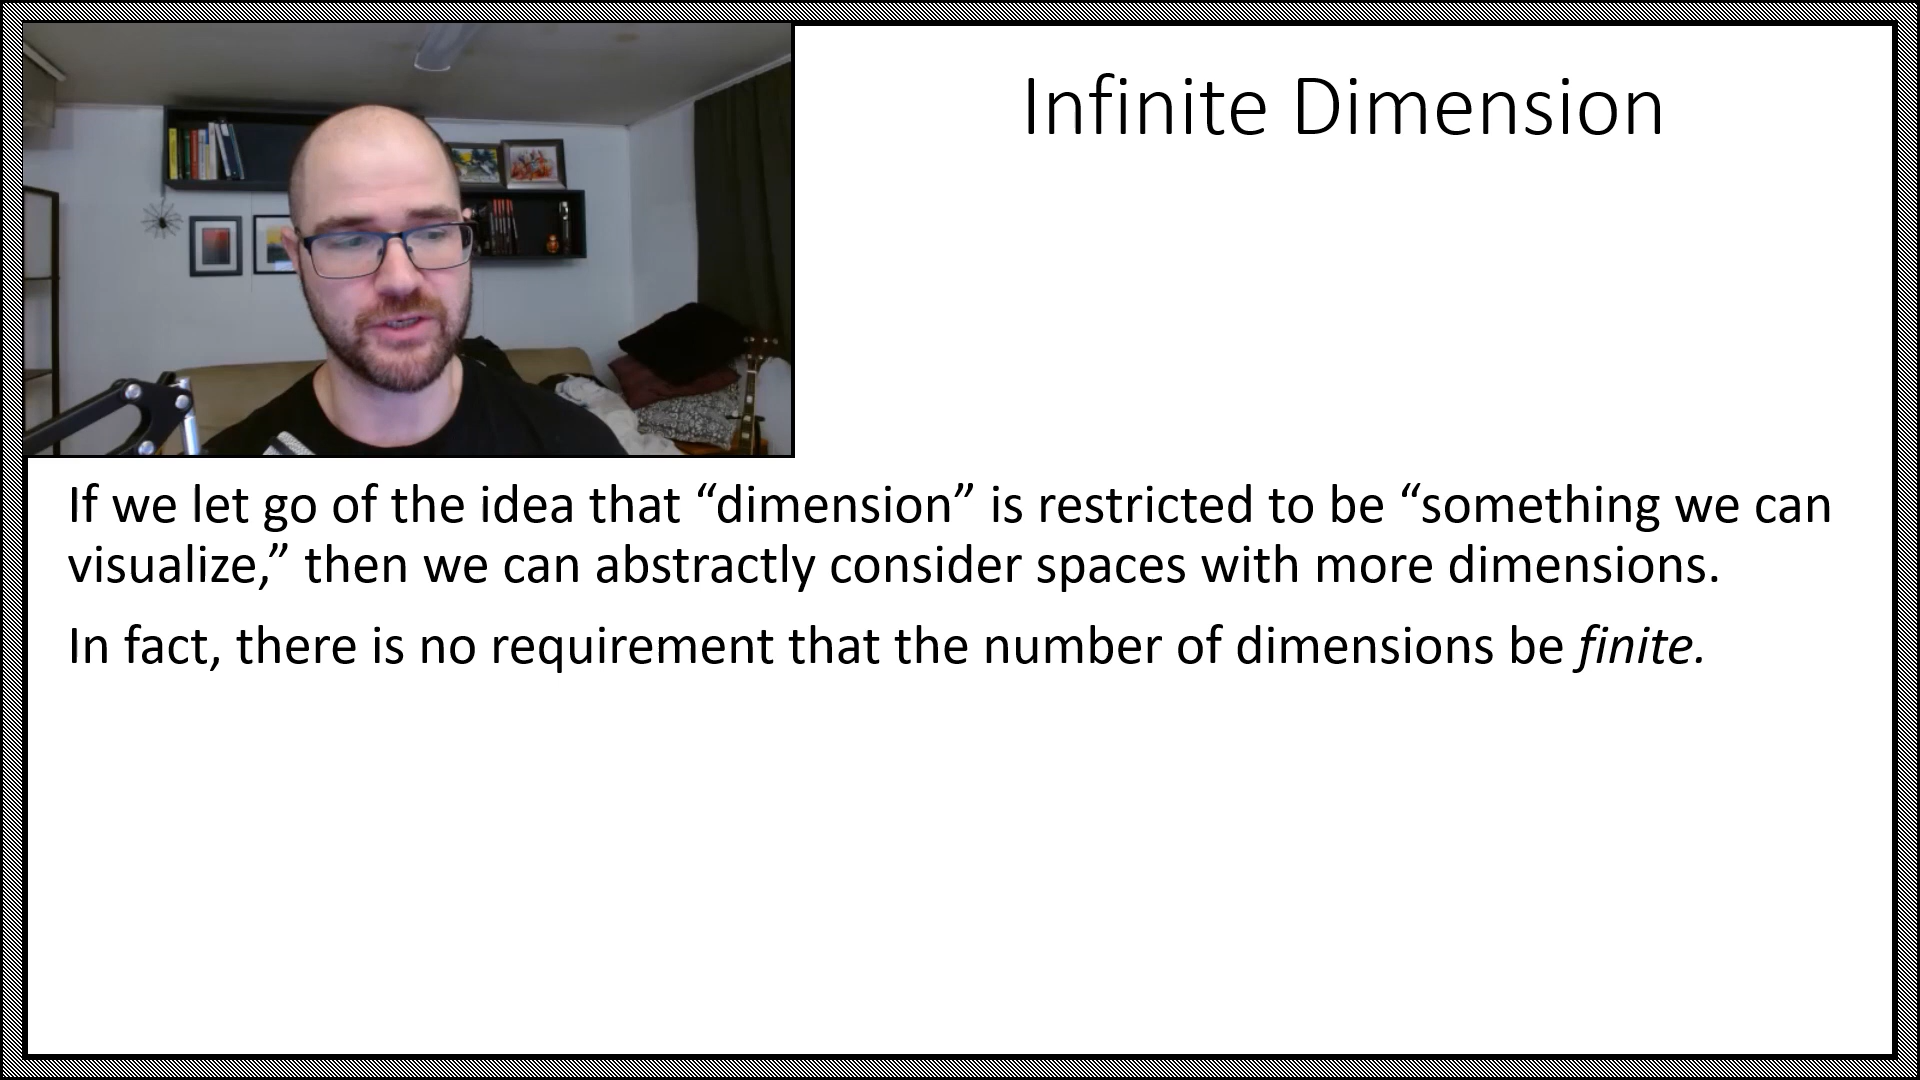 Infinite Dimension
If we let go of the idea that “dimension” is restricted to be “something we can
visualize,” then we can abstractly consider spaces with more dimensions.
In fact, there is no requirement that the number of dimensions be finite.